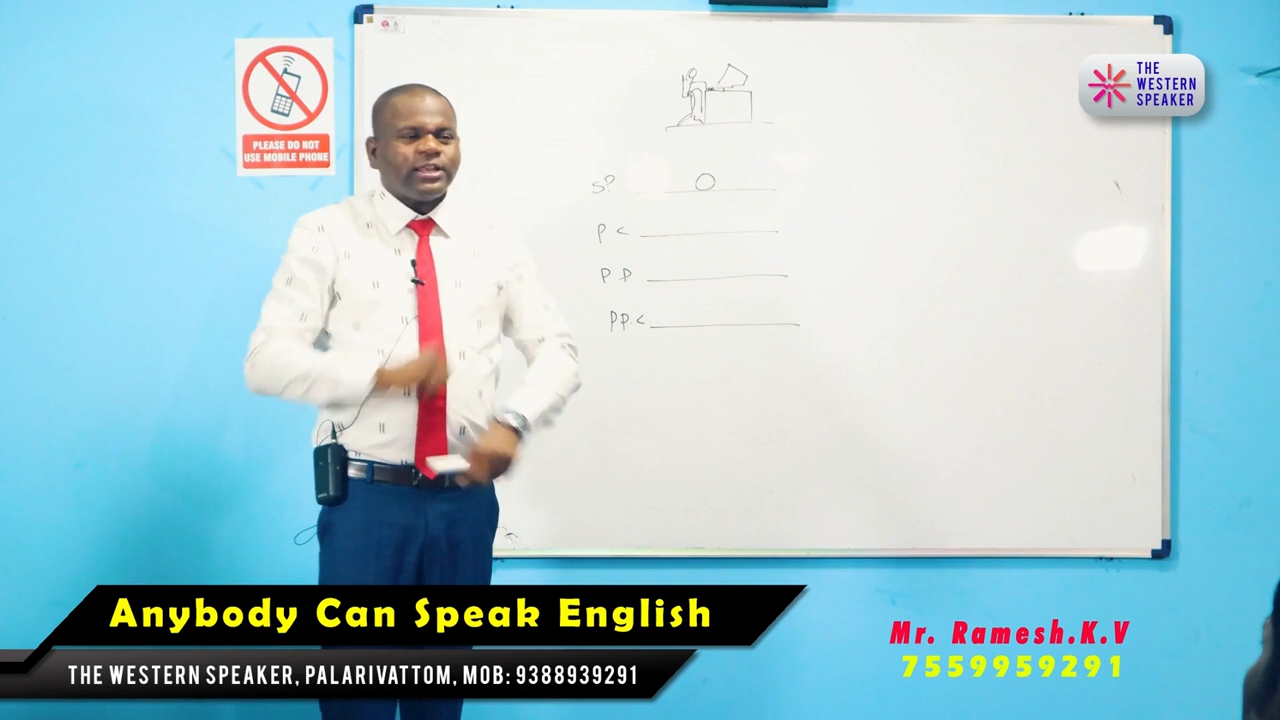 PLEASE DO NOT
USE MOBILE PHONE
THE
WESTERN
SPEAKER
SP
P C
P P
PP.C
Anybody Can Speak English
THE WESTERN SPEAKER, PALARIVATTOM, MOB: 9388939291
Mr. Ramesh.K.V
7559959291